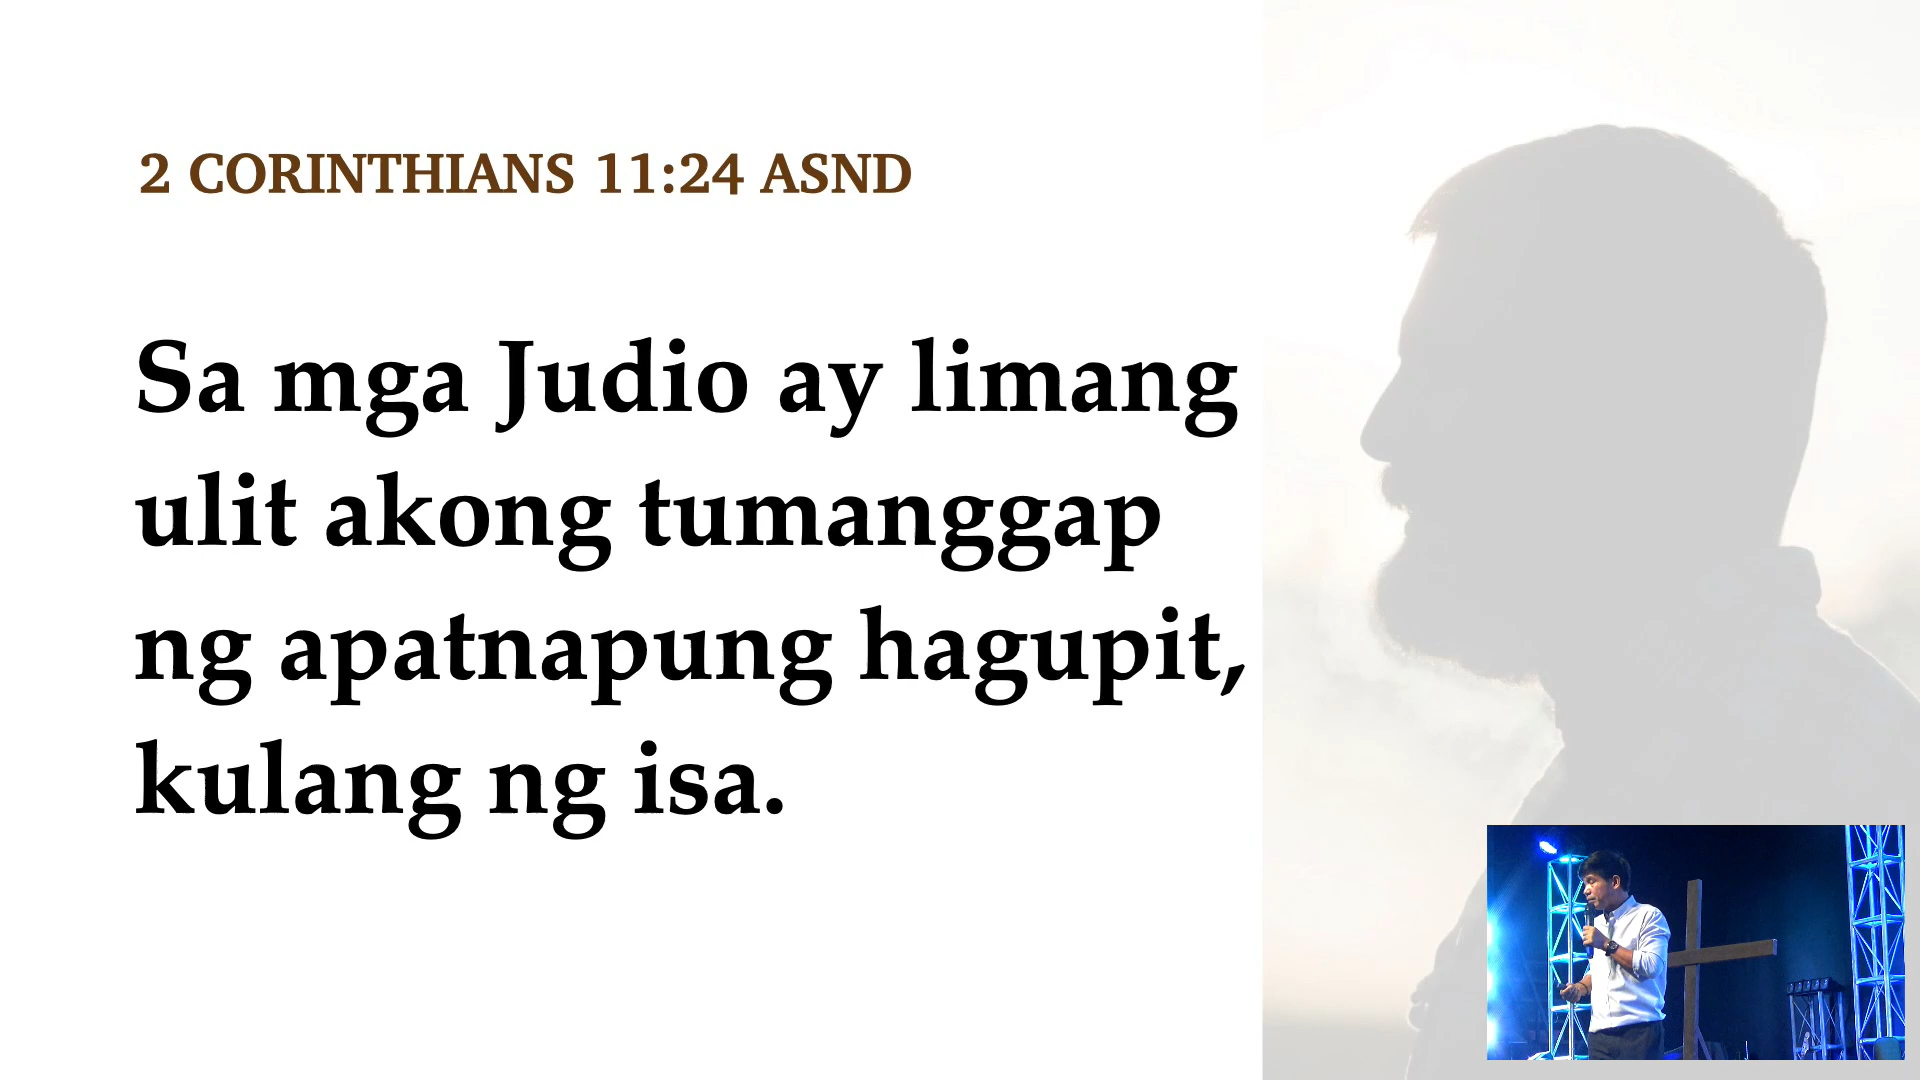 2 CORINTHIANS 11:24 ASND
Sa mga Judio ay limang
ulit akong tumanggap
ng apatnapung hagupit,
kulang ng isa.